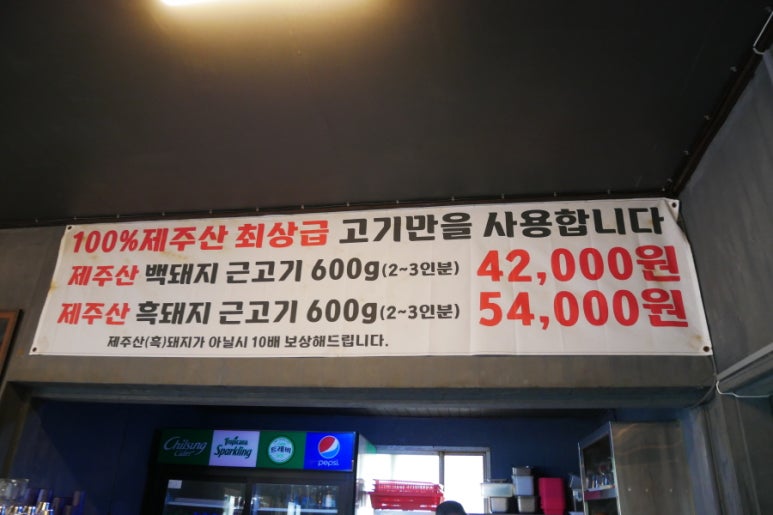 100%제주산 최상급 고기만을 사용합니다
제주산 백돼지 근고기 600g(2~3인분) 42,000원
제주산 흑돼지 근고기 600g(2~3인분) 54,000원
제주산(흑)돼지가 아닐시 10배 보상해드립니다.
Chilsung Cider Tropicana Sparkling 트레비 pepsi